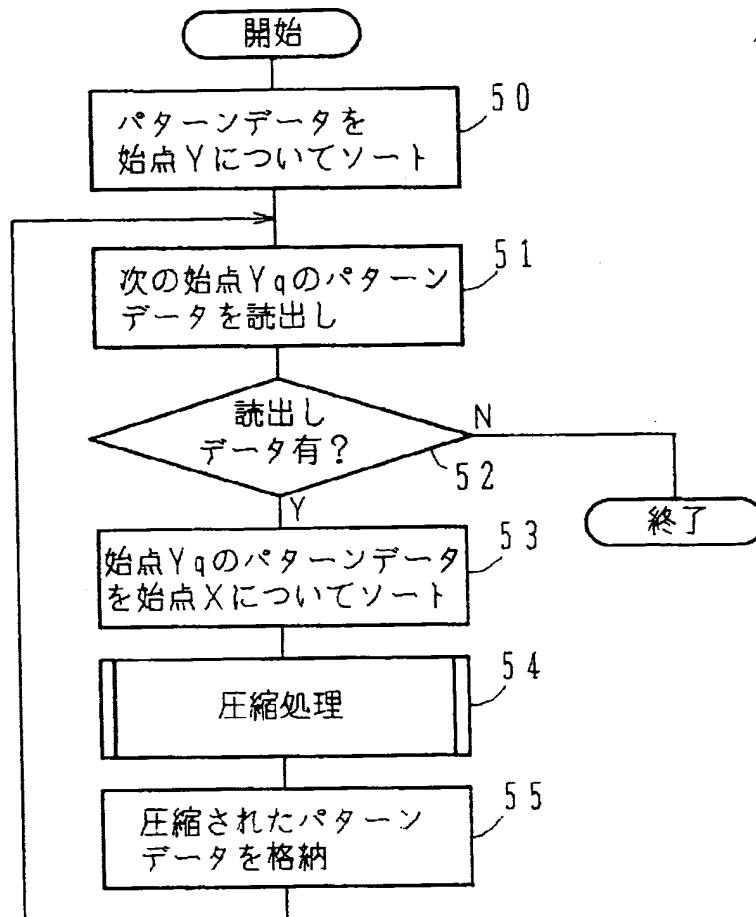 開始
50
パターンデータを
始点Yについてソート
51
次の始点Yqのパターン
データを読出し
読出し
データ有?
N
52
Y
終了
53
始点Yqのパターンデータ
を始点Xについてソート
54
圧縮処理
55
圧縮されたパターン
データを格納